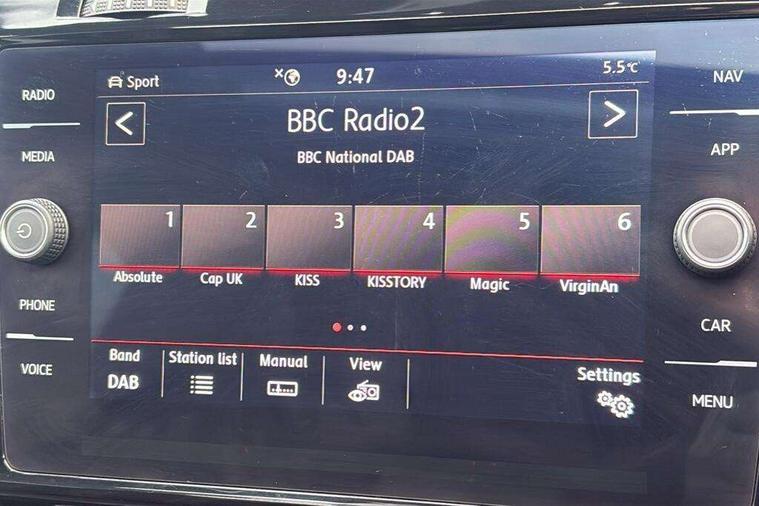 Sport 9:47 5.5°C
BBC Radio2
BBC National DAB
1 2 3 4 5 6
Absolute Cap UK KISS KISSTORY Magic VirginAn
Band Station list Manual View Settings
DAB
RADIO
MEDIA
PHONE
VOICE
NAV
APP
CAR
MENU